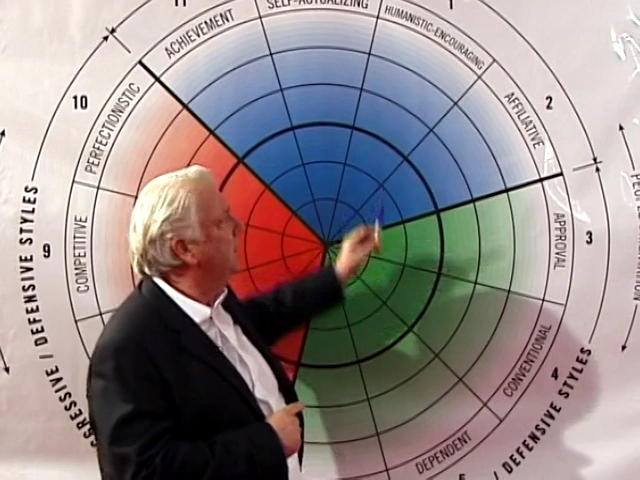 11
SELF-ACTUALIZING
1
ACHIEVEMENT
HUMANISTIC-ENCOURAGING
10
2
PERFECTIONISTIC
AFFILIATIVE
9
COMPETITIVE
APPROVAL
3
CONVENTIONAL
4
DEPENDENT
/ DEFENSIVE STYLES
/ DEFENSIVE STYLES